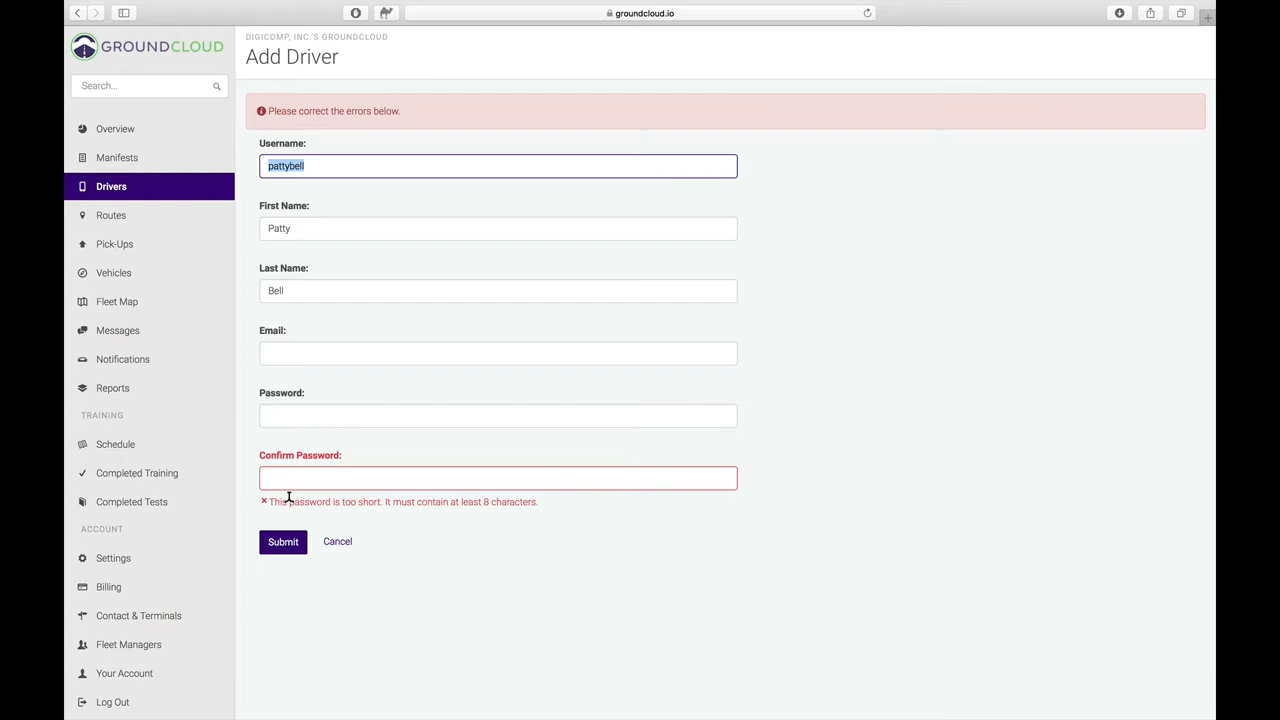 groundcloud.io
GROUNDCLOUD
DIGICOMP, INC.'S GROUNDCLOUD
Add Driver
Search...
Overview
Manifests
Drivers
Routes
Pick-Ups
Vehicles
Fleet Map
Messages
Notifications
Reports
TRAINING
Schedule
Completed Training
Completed Tests
ACCOUNT
Settings
Billing
Contact & Terminals
Fleet Managers
Your Account
Log Out
Please correct the errors below.
Username:
pattybell
First Name:
Patty
Last Name:
Bell
Email:
Password:
Confirm Password:
This password is too short. It must contain at least 8 characters.
Submit
Cancel